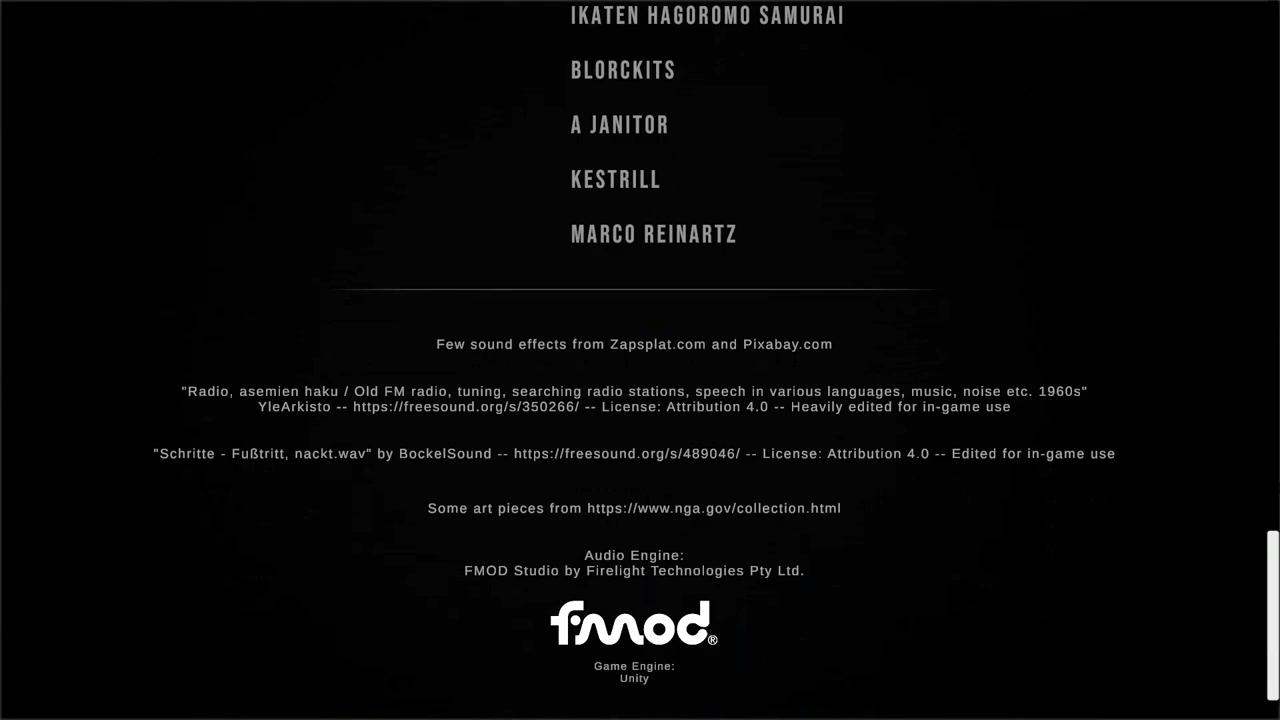 IKATEN HAGOROMO SAMURAI
BLORCKITS
A JANITOR
KESTRILL
MARCO REINARTZ
Few sound effects from Zapsplat.com and Pixabay.com
"Radio, asemien haku / Old FM radio, tuning, searching radio stations, speech in various languages, music, noise etc. 1960s"
YleArkisto -- https://freesound.org/s/350266/ -- License: Attribution 4.0 -- Heavily edited for in-game use
"Schritte - Fußtritt, nackt.wav" by BockelSound -- https://freesound.org/s/489046/ -- License: Attribution 4.0 -- Edited for in-game use
Some art pieces from https://www.nga.gov/collection.html
Audio Engine:
FMOD Studio by Firelight Technologies Pty Ltd.
fmod®
Game Engine:
Unity